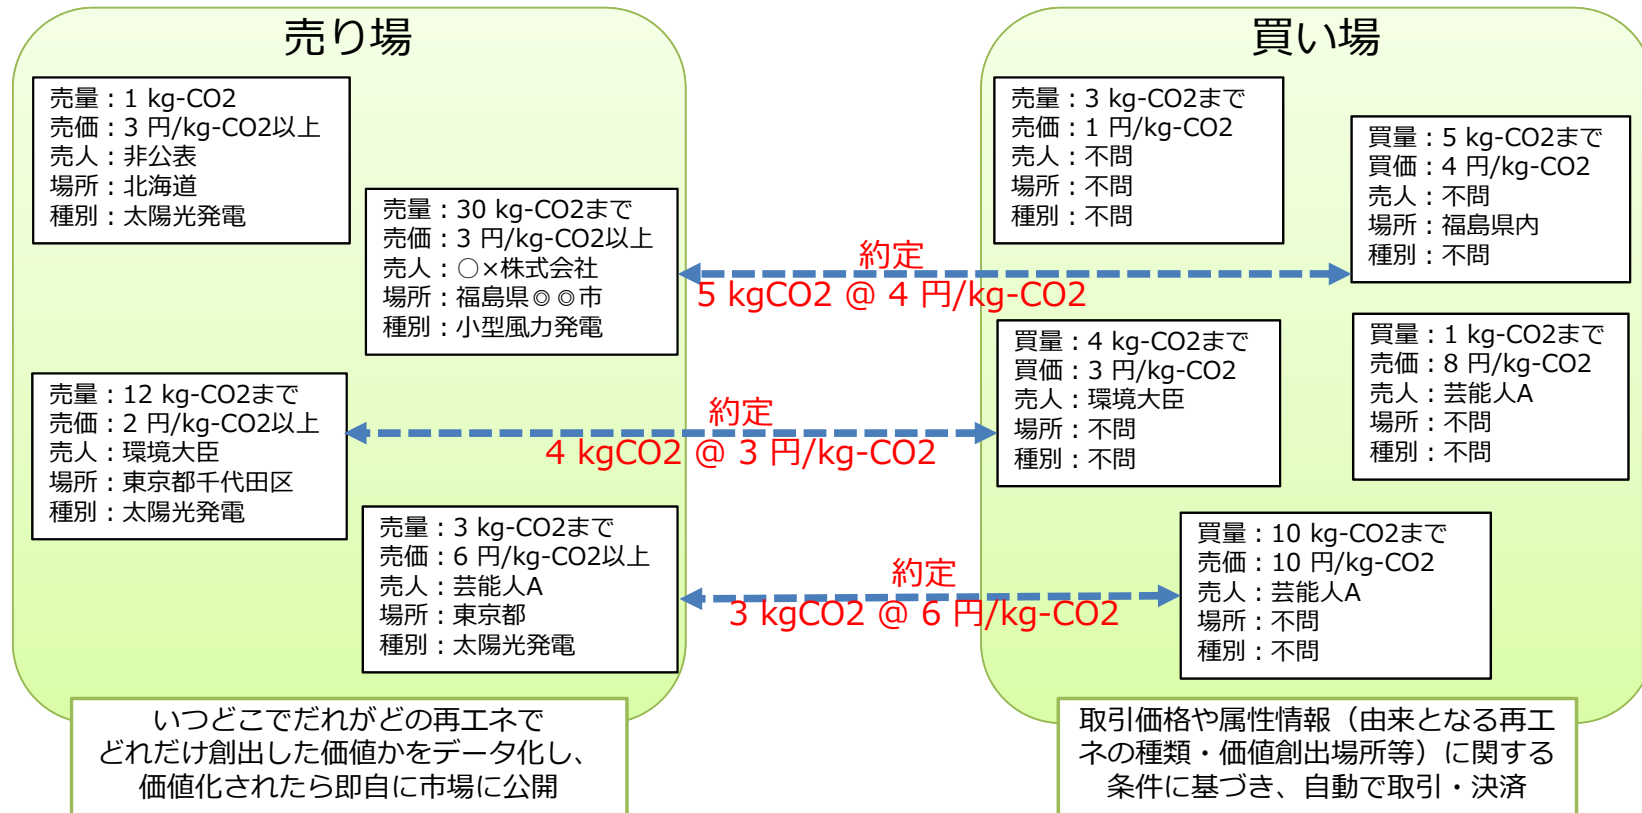 売り場
売量：1 kg-CO2
売価：3 円/kg-CO2以上
売人：非公表
場所：北海道
種別：太陽光発電
売量：30 kg-CO2まで
売価：3 円/kg-CO2以上
売人：○×株式会社
場所：福島県◎◎市
種別：小型風力発電
売量：12 kg-CO2まで
売価：2 円/kg-CO2以上
売人：環境大臣
場所：東京都千代田区
種別：太陽光発電
売量：3 kg-CO2まで
売価：6 円/kg-CO2以上
売人：芸能人A
場所：東京都
種別：太陽光発電
いつどこでだれがどの再エネで
どれだけ創出した価値かをデータ化し、
価値化されたら即自に市場に公開
約定
5 kgCO2 @ 4 円/kg-CO2
約定
4 kgCO2 @ 3 円/kg-CO2
約定
3 kgCO2 @ 6 円/kg-CO2
買い場
売量：3 kg-CO2まで
売価：1 円/kg-CO2
売人：不問
場所：不問
種別：不問
買量：5 kg-CO2まで
買価：4 円/kg-CO2
売人：不問
場所：福島県内
種別：不問
買量：4 kg-CO2まで
買価：3 円/kg-CO2
売人：環境大臣
場所：不問
種別：不問
買量：1 kg-CO2まで
売価：8 円/kg-CO2
売人：芸能人A
場所：不問
種別：不問
買量：10 kg-CO2まで
売価：10 円/kg-CO2
売人：芸能人A
場所：不問
種別：不問
取引価格や属性情報（由来となる再エ
ネの種類・価値創出場所等）に関する
条件に基づき、自動で取引・決済